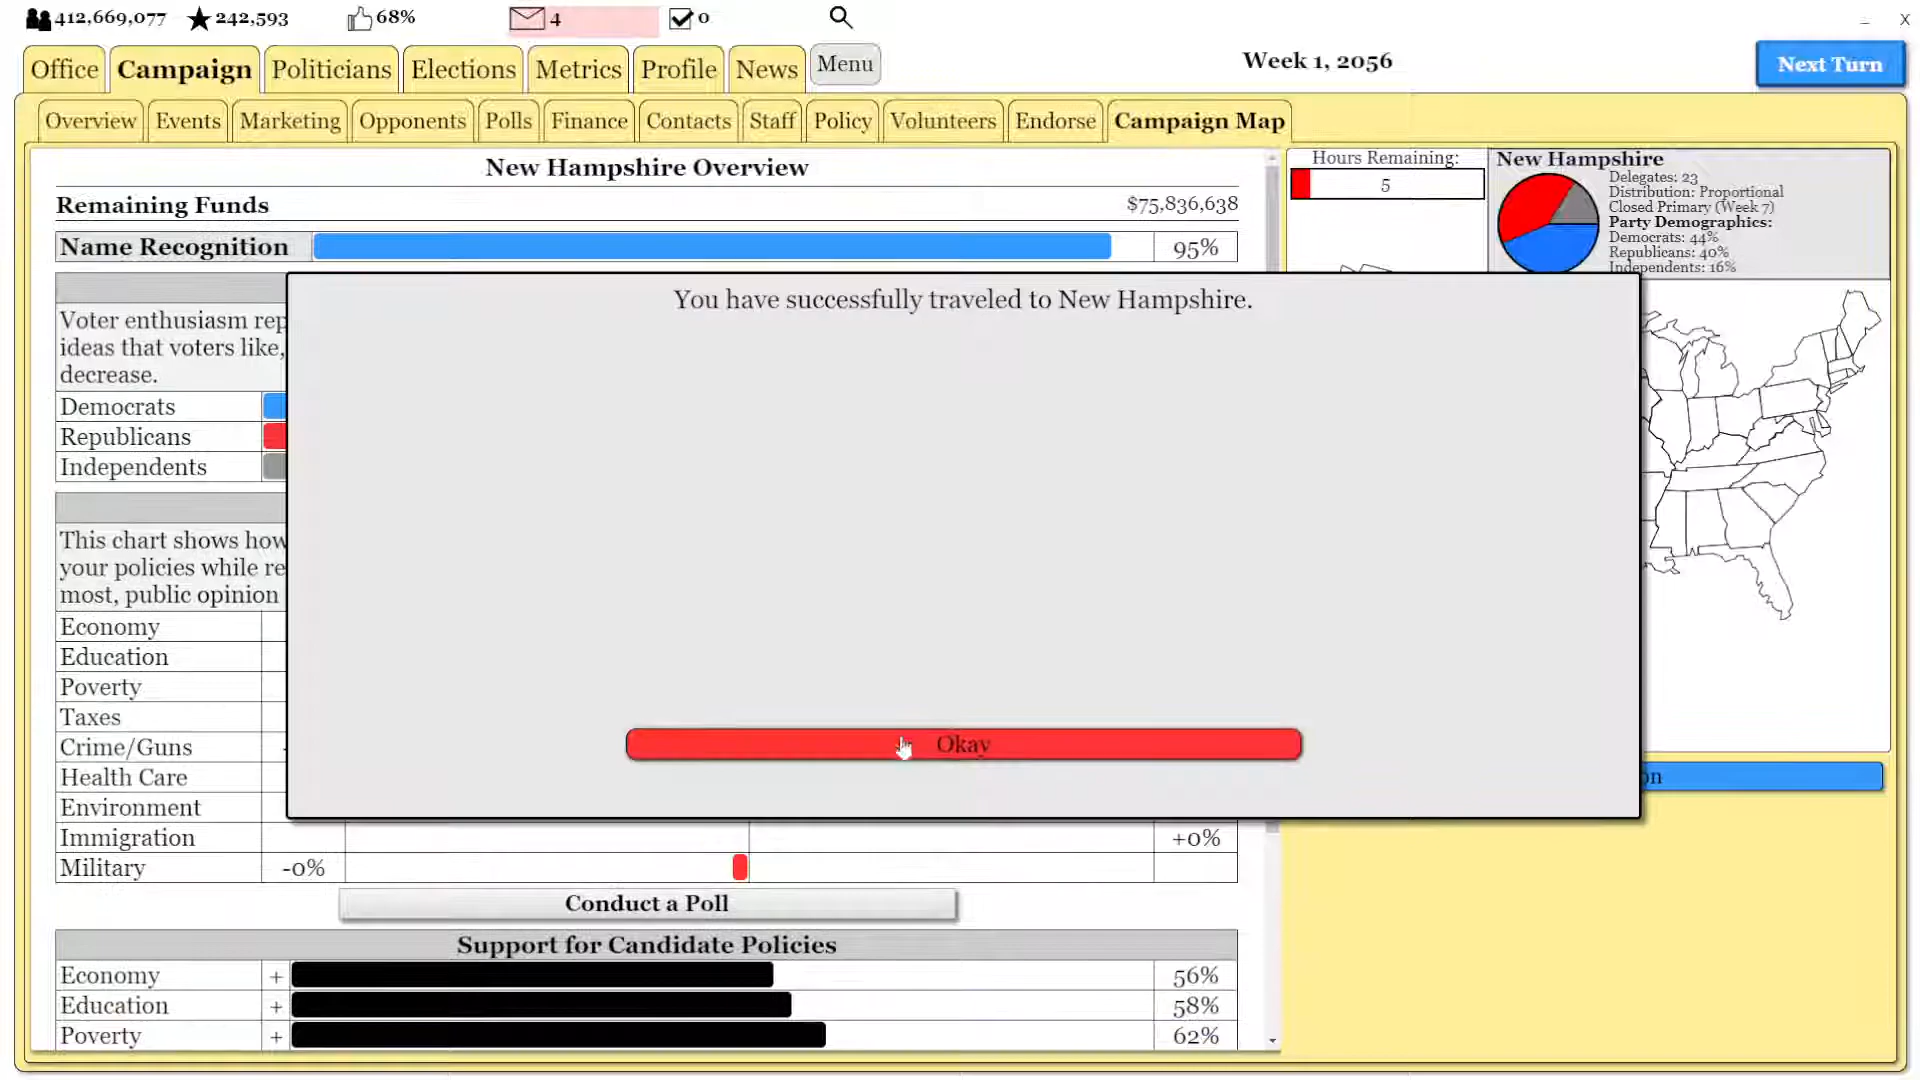 412,669,077 242,593 68% 4 0
Office Campaign Politicians Elections Metrics Profile News Menu Week 1, 2056 Next Turn
X
Overview Events Marketing Opponents Polls Finance Contacts Staff Policy Volunteers Endorse Campaign Map
New Hampshire Overview
Remaining Funds $75,836,638
Name Recognition 95%
Voter enthusiasm rep
ideas that voters like,
decrease.
Democrats
Republicans
Independents
This chart shows how
your policies while re
most, public opinion
Economy
Education
Poverty
Taxes
Crime/Guns
Health Care
Environment
Immigration +0%
Military -0%
Conduct a Poll
Support for Candidate Policies
Economy + 56%
Education + 58%
Poverty + 62%
Hours Remaining:
5
New Hampshire
Delegates: 23
Distribution: Proportional
Closed Primary (Week 7)
Party Demographics:
Democrats: 44%
Republicans: 40%
Independents: 16%
You have successfully traveled to New Hampshire.
Okay
on